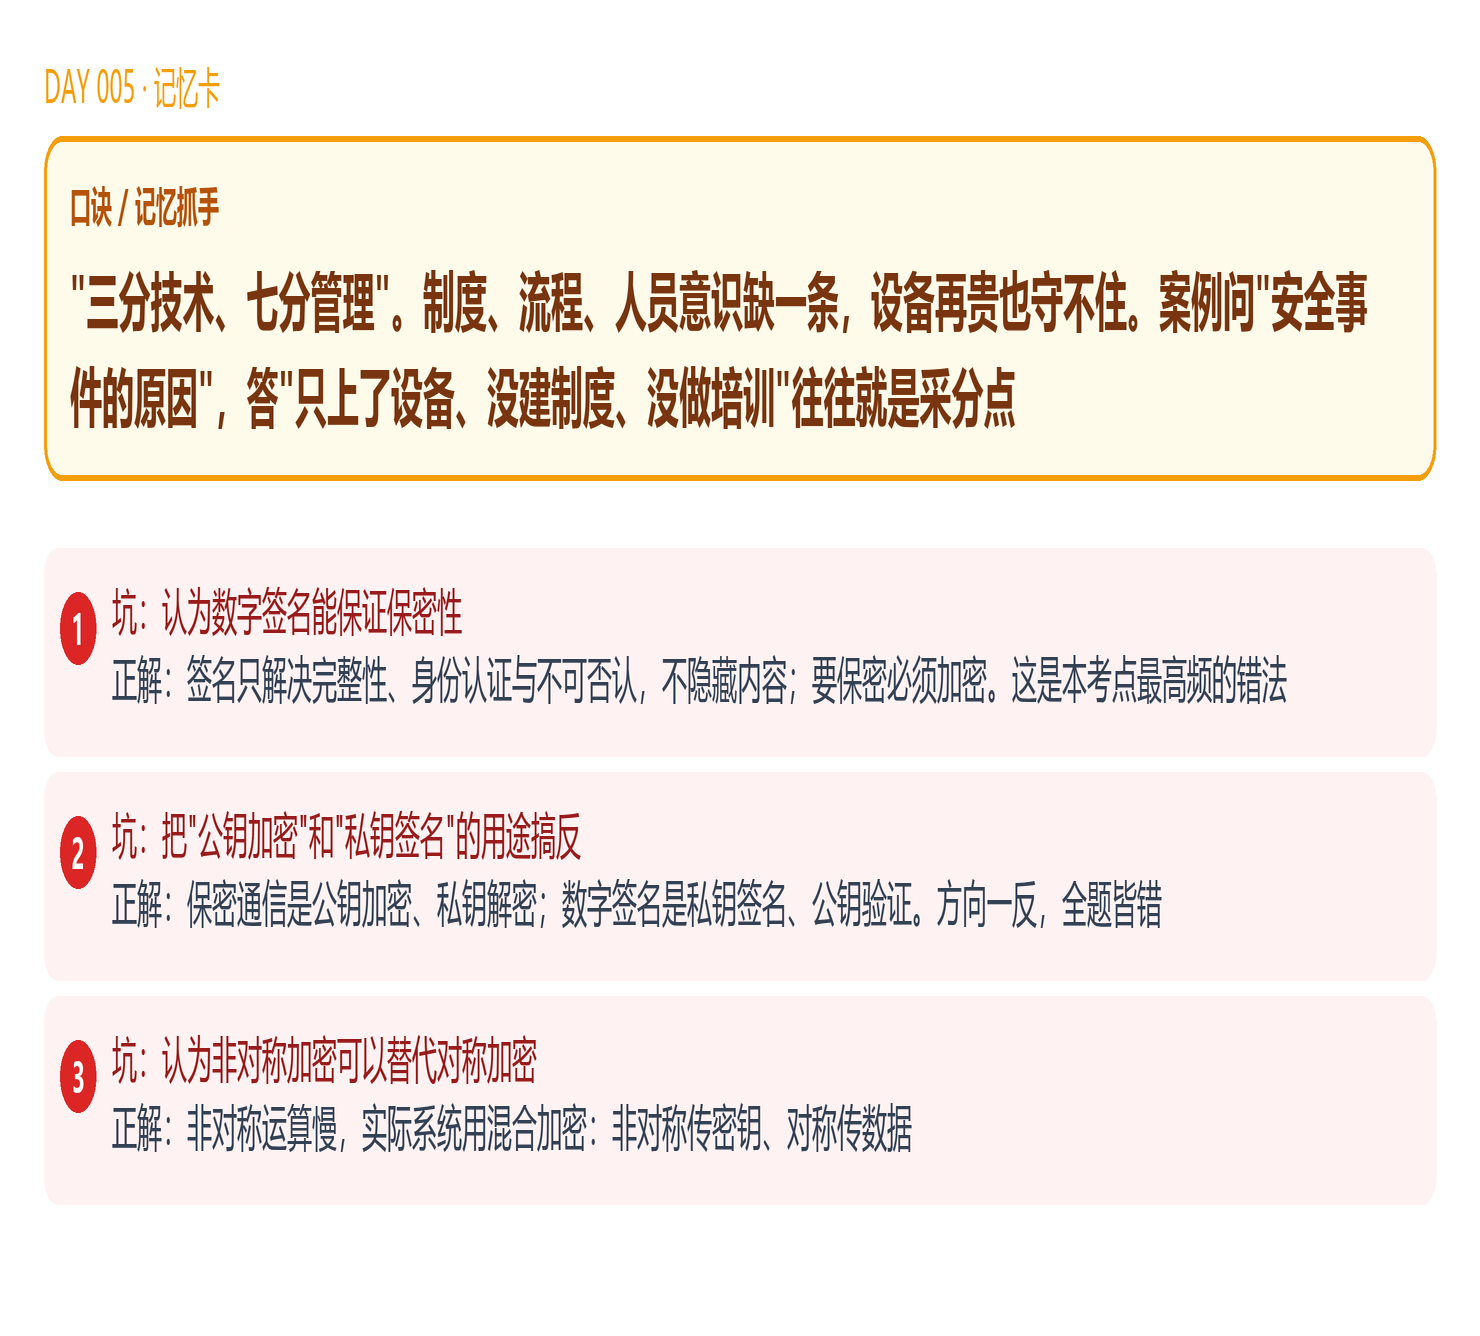 DAY 005 · 记忆卡
口诀 / 记忆抓手
"三分技术、七分管理"。制度、流程、人员意识缺一条，设备再贵也守不住。案例问"安全事
件的原因"，答"只上了设备、没建制度、没做培训"往往就是采分点
1
坑：认为数字签名能保证保密性
正解：签名只解决完整性、身份认证与不可否认，不隐藏内容；要保密必须加密。这是本考点最高频的错法
2
坑：把"公钥加密"和"私钥签名"的用途搞反
正解：保密通信是公钥加密、私钥解密；数字签名是私钥签名、公钥验证。方向一反，全题皆错
3
坑：认为非对称加密可以替代对称加密
正解：非对称运算慢，实际系统用混合加密：非对称传密钥、对称传数据